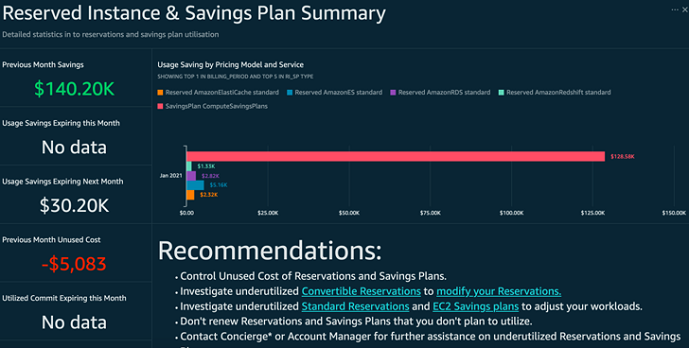 Reserved Instance & Savings Plan Summary
Detailed statistics in to reservations and savings plan utilisation
Previous Month Savings
$140.20K
Usage Savings Expiring this Month
No data
Usage Savings Expiring Next Month
$30.20K
Previous Month Unused Cost
-$5,083
Utilized Commit Expiring this Month
No data
Usage Saving by Pricing Model and Service
SHOWING TOP 1 IN BILLING_PERIOD AND TOP 5 IN RI_SP TYPE
Reserved AmazonElastiCache standard
Reserved AmazonES standard
Reserved AmazonRDS standard
Reserved AmazonRedshift standard
SavingsPlan ComputeSavingsPlans
Jan 2021
$128.58K
$1.33K
$2.82K
$5.16K
$2.32K
$0.00 $25.00K $50.00K $75.00K $100.00K $125.00K $150.00K
Recommendations:
• Control Unused Cost of Reservations and Savings Plans.
• Investigate underutilized Convertible Reservations to modify your Reservations.
• Investigate underutilized Standard Reservations and EC2 Savings plans to adjust your workloads.
• Don't renew Reservations and Savings Plans that you don't plan to utilize.
• Contact Concierge* or Account Manager for further assistance on underutilized Reservations and Savings